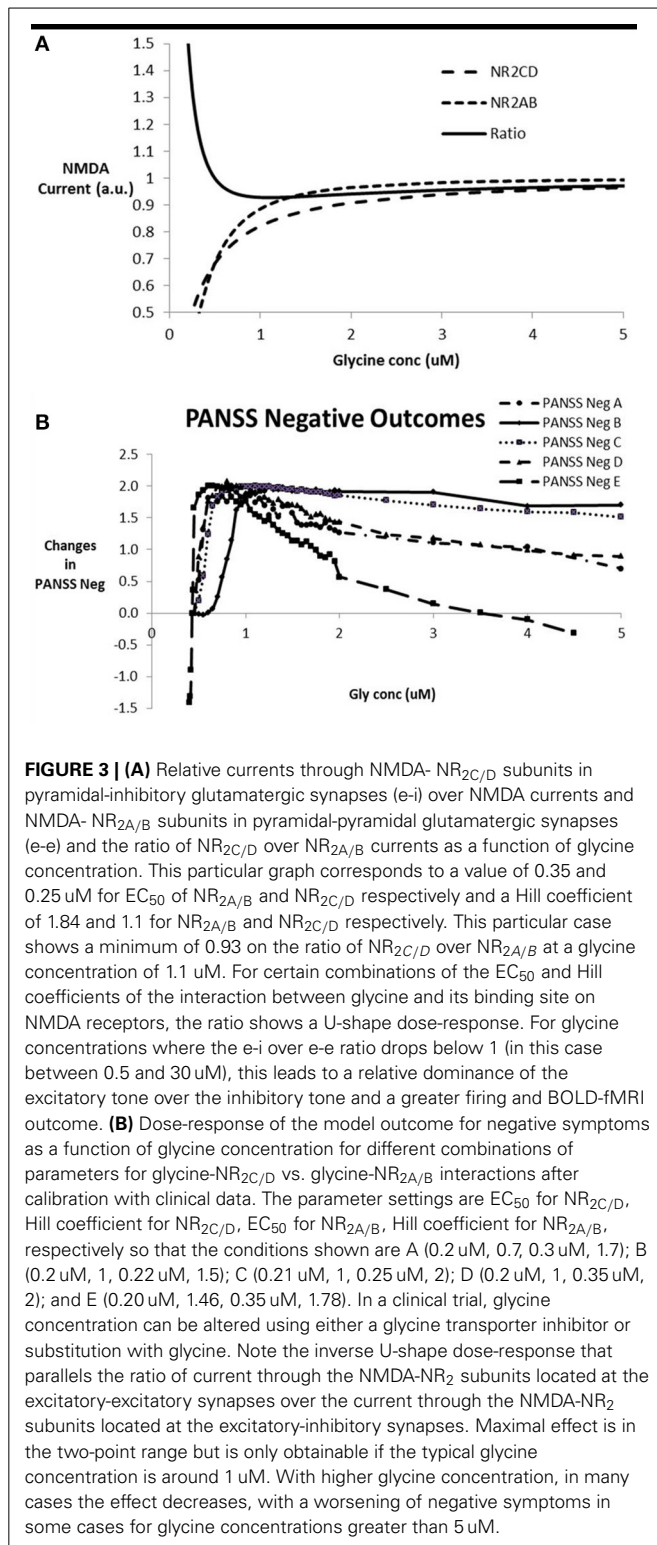 A
1.5
1.4
1.3
1.2
1.1
1
0.9
0.8
0.7
0.6
0.5
NMDA
Current (a.u.)
NR2CD
NR2AB
Ratio
0 1 2 3 4 5
Glycine conc (uM)
B
PANSS Negative Outcomes
PANSS Neg A
PANSS Neg B
PANSS Neg C
PANSS Neg D
PANSS Neg E
2.5
2.0
1.5
1.0
0.5
0.0
-0.5
-1.0
-1.5
Changes
in
PANSS Neg
0 1 2 3 4 5
Gly conc (uM)
FIGURE 3 | (A) Relative currents through NMDA- NR2C/D subunits in
pyramidal-inhibitory glutamatergic synapses (e-i) over NMDA currents and
NMDA- NR2A/B subunits in pyramidal-pyramidal glutamatergic synapses
(e-e) and the ratio of NR2C/D over NR2A/B currents as a function of glycine
concentration. This particular graph corresponds to a value of 0.35 and
0.25 uM for EC50 of NR2A/B and NR2C/D respectively and a Hill coefficient
of 1.84 and 1.1 for NR2A/B and NR2C/D respectively. This particular case
shows a minimum of 0.93 on the ratio of NR2C/D over NR2A/B at a glycine
concentration of 1.1 uM. For certain combinations of the EC50 and Hill
coefficients of the interaction between glycine and its binding site on
NMDA receptors, the ratio shows a U-shape dose-response. For glycine
concentrations where the e-i over e-e ratio drops below 1 (in this case
between 0.5 and 30 uM), this leads to a relative dominance of the
excitatory tone over the inhibitory tone and a greater firing and BOLD-fMRI
outcome. (B) Dose-response of the model outcome for negative symptoms
as a function of glycine concentration for different combinations of
parameters for glycine-NR2C/D vs. glycine-NR2A/B interactions after
calibration with clinical data. The parameter settings are EC50 for NR2C/D,
Hill coefficient for NR2C/D, EC50 for NR2A/B, Hill coefficient for NR2A/B,
respectively so that the conditions shown are A (0.2 uM, 0.7, 0.3 uM, 1.7); B
(0.2 uM, 1, 0.22 uM, 1.5); C (0.21 uM, 1, 0.25 uM, 2); D (0.2 uM, 1, 0.35 uM,
2); and E (0.20 uM, 1.46, 0.35 uM, 1.78). In a clinical trial, glycine
concentration can be altered using either a glycine transporter inhibitor or
substitution with glycine. Note the inverse U-shape dose-response that
parallels the ratio of current through the NMDA-NR2 subunits located at the
excitatory-excitatory synapses over the current through the NMDA-NR2
subunits located at the excitatory-inhibitory synapses. Maximal effect is in
the two-point range but is only obtainable if the typical glycine
concentration is around 1 uM. With higher glycine concentration, in many
cases the effect decreases, with a worsening of negative symptoms in
some cases for glycine concentrations greater than 5 uM.